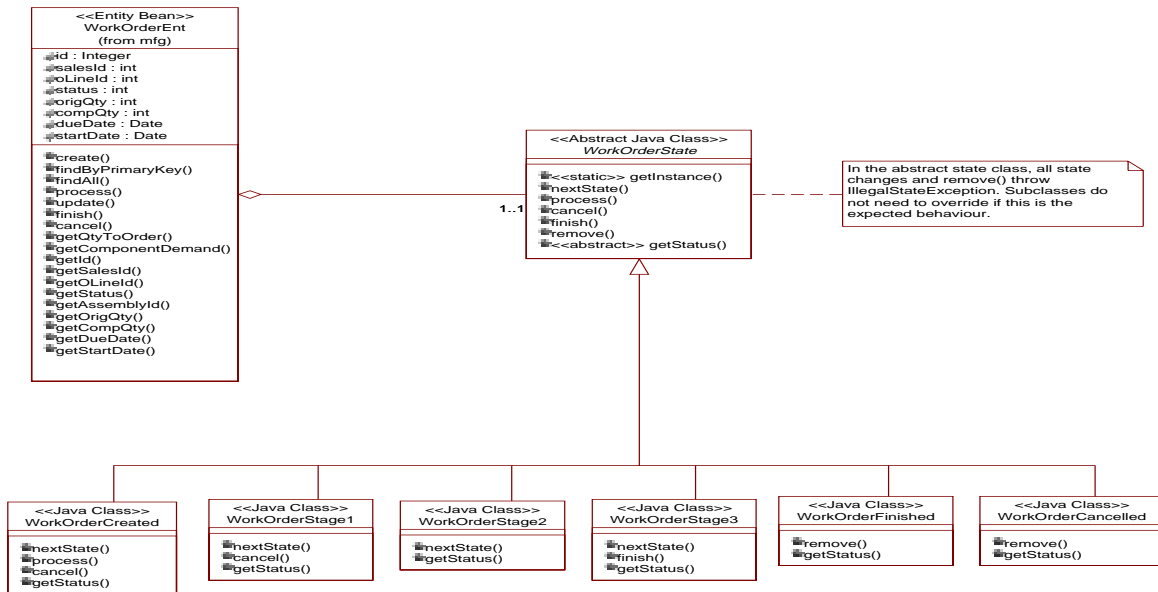 <<Entity Bean>>
WorkOrderEnt
(from mfg)
id : Integer
salesId : int
oLineId : int
status : int
origQty : int
compQty : int
dueDate : Date
startDate : Date
create()
findByPrimaryKey()
findAll()
process()
update()
finish()
cancel()
getQtyToOrder()
getComponentDemand()
getId()
getSalesId()
getOLineId()
getStatus()
getAssemblyId()
getOrigQty()
getCompQty()
getDueDate()
getStartDate()
1..1
<<Abstract Java Class>>
WorkOrderState
<<static>> getInstance()
nextState()
process()
cancel()
finish()
remove()
<<abstract>> getStatus()
In the abstract state class, all state
changes and remove() throw
IllegalStateException. Subclasses do
not need to override if this is the
expected behaviour.
<<Java Class>>
WorkOrderCreated
nextState()
process()
cancel()
getStatus()
<<Java Class>>
WorkOrderStage1
nextState()
cancel()
getStatus()
<<Java Class>>
WorkOrderStage2
nextState()
getStatus()
<<Java Class>>
WorkOrderStage3
nextState()
finish()
getStatus()
<<Java Class>>
WorkOrderFinished
remove()
getStatus()
<<Java Class>>
WorkOrderCancelled
remove()
getStatus()